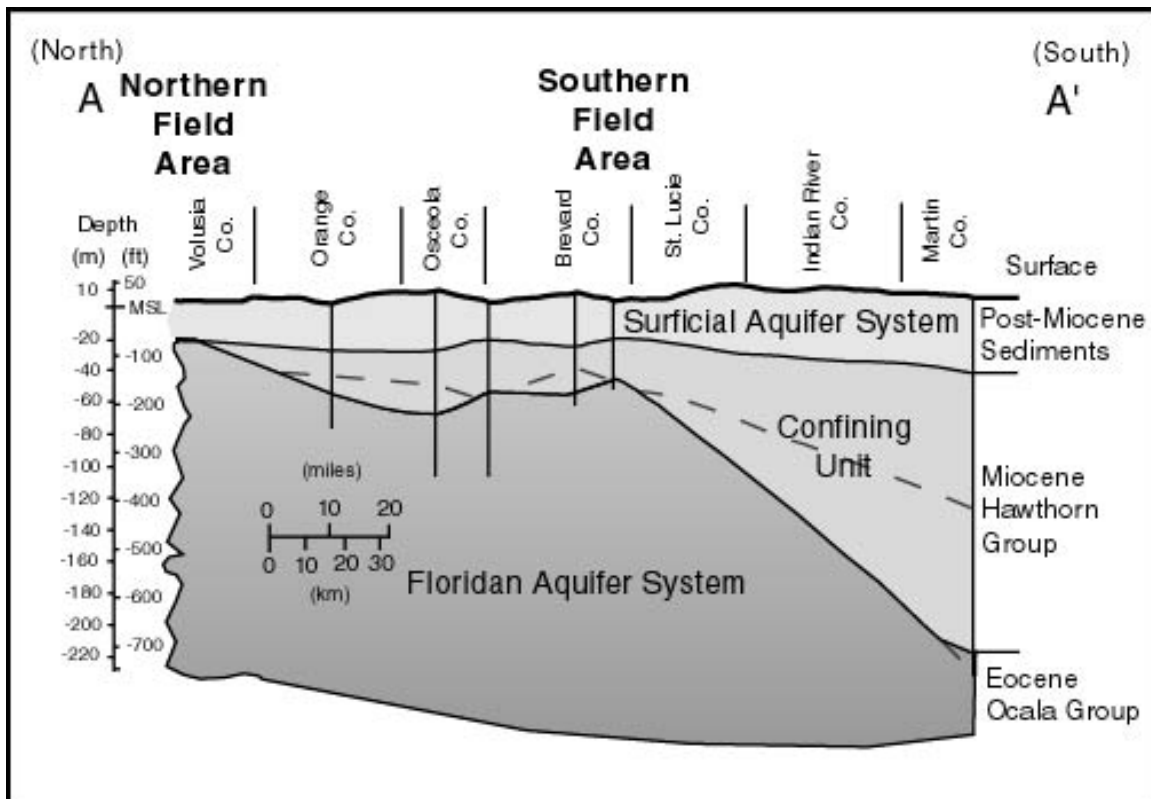 (North)
A
Northern
Field
Area
Southern
Field
Area
(South)
A'
Depth
(m) (ft)
Volusia
Co.
Orange
Co.
Osceola
Co.
Brevard
Co.
St. Lucie
Co.
Indian River
Co.
Martin
Co.
Surface
10
50
MSL
-20
-100
-40
-60
-200
-80
-300
-100
-120
-400
-140
-500
-160
-180
-600
-200
-700
-220
Surficial Aquifer System
Post-Miocene
Sediments
Confining
Unit
Miocene
Hawthorn
Group
(miles)
0 10 20
0 10 20 30
(km)
Floridan Aquifer System
Eocene
Ocala Group